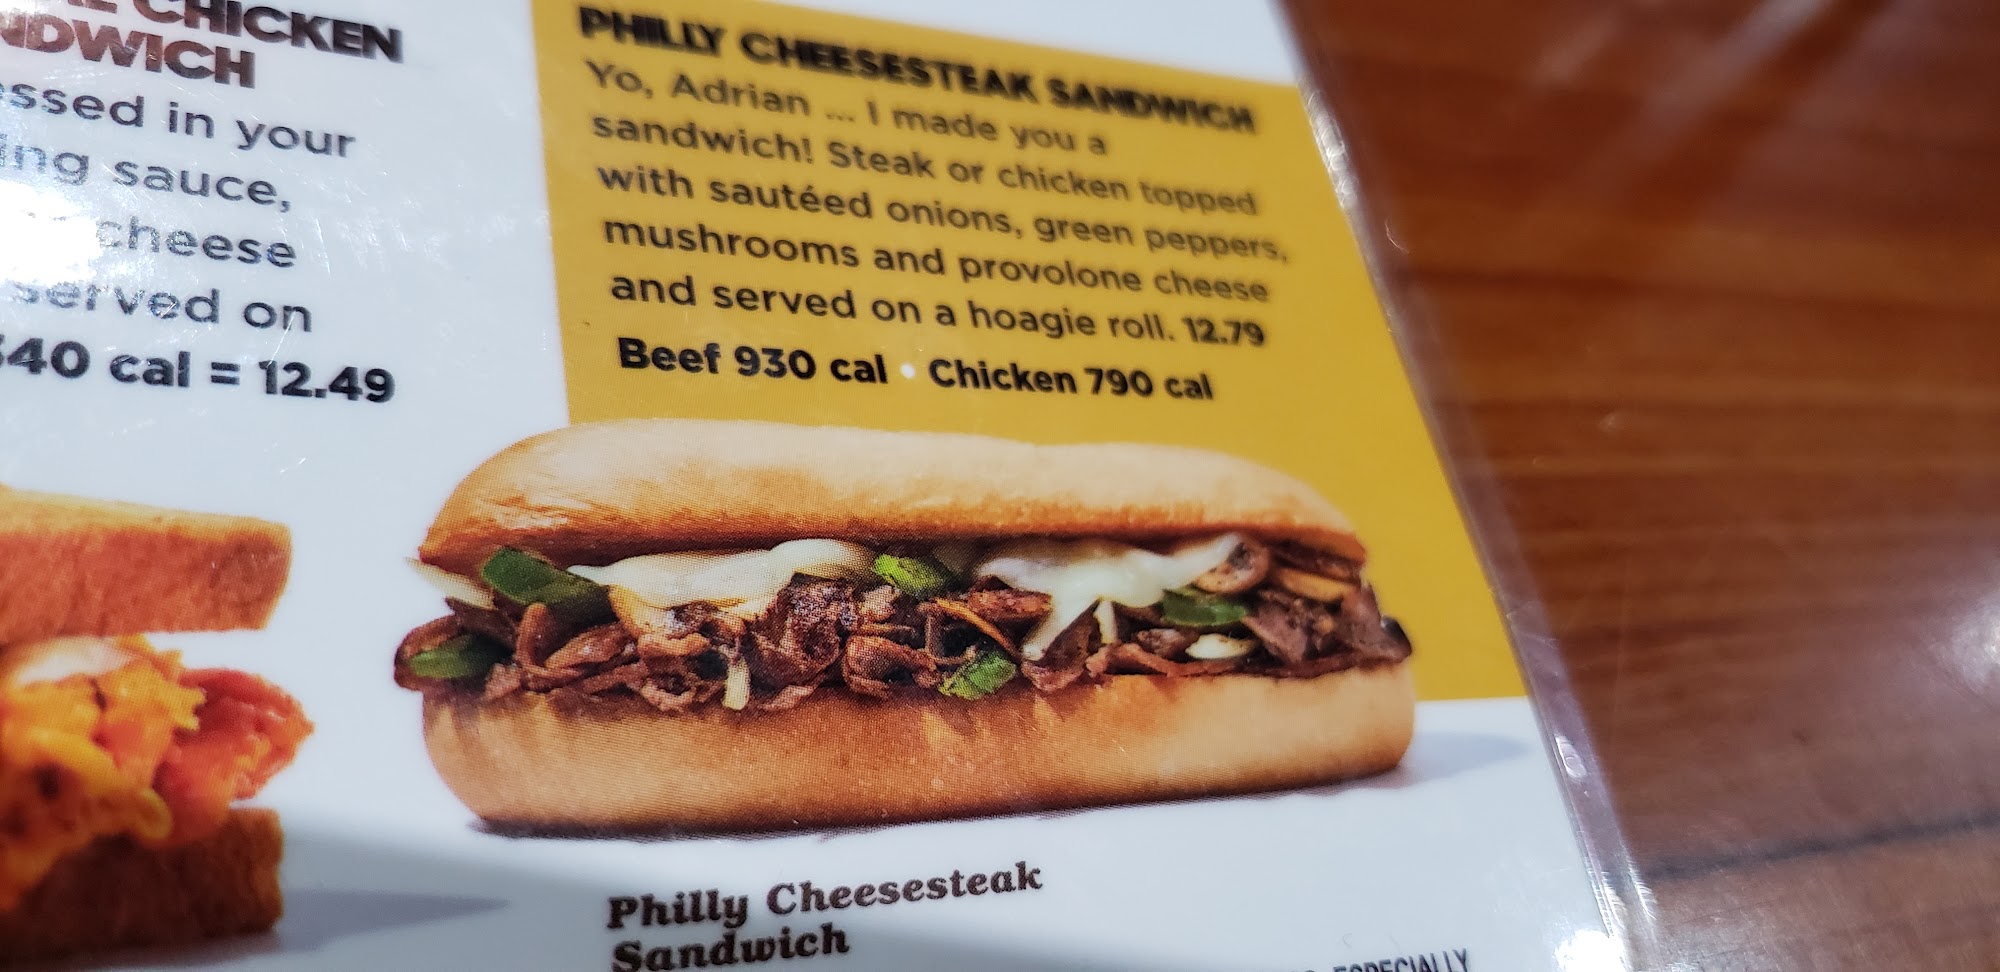 CHICKEN
NDWICH
ssed in your
ing sauce,
cheese
served on
40 cal = 12.49
PHILLY CHEESESTEAK SANDWICH
Yo, Adrian ... I made you a
sandwich! Steak or chicken topped
with sautéed onions, green peppers,
mushrooms and provolone cheese
and served on a hoagie roll. 12.79
Beef 930 cal • Chicken 790 cal
Philly Cheesesteak
Sandwich
ESPECIALLY